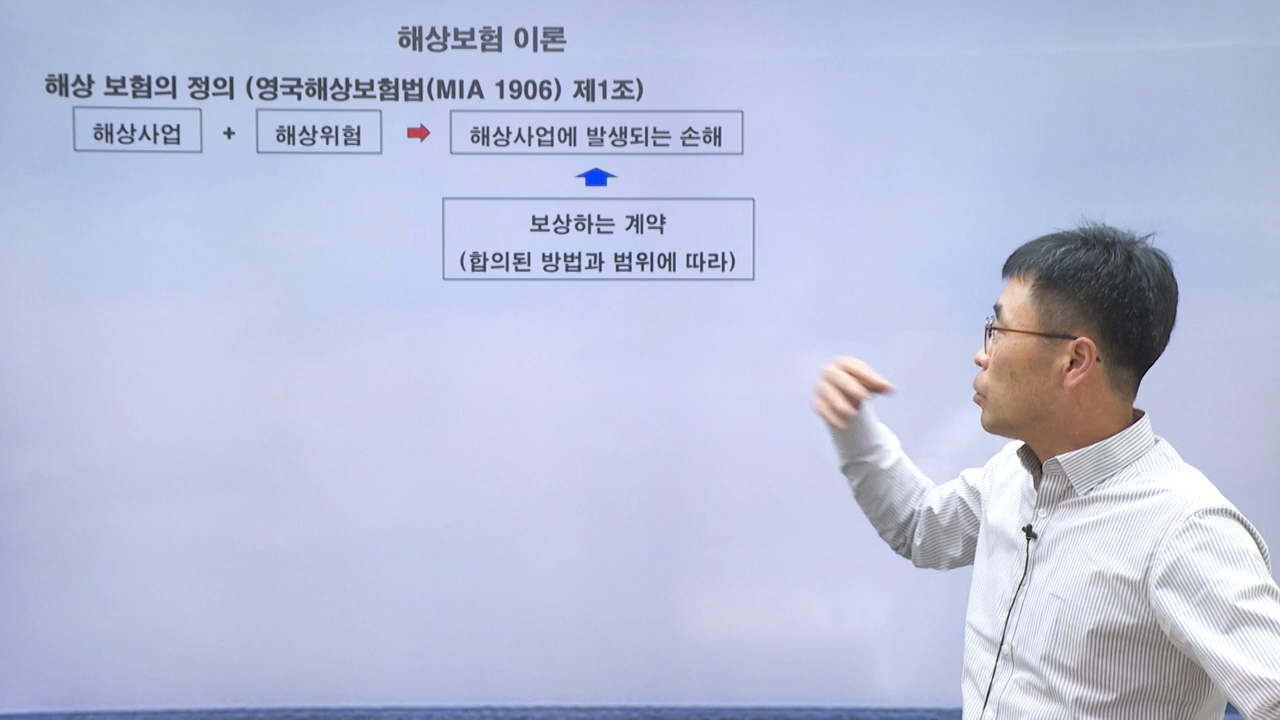 해상보험 이론
해상 보험의 정의 (영국해상보험법(MIA 1906) 제1조)
해상사업 + 해상위험 해상사업에 발생되는 손해
보상하는 계약
(합의된 방법과 범위에 따라)